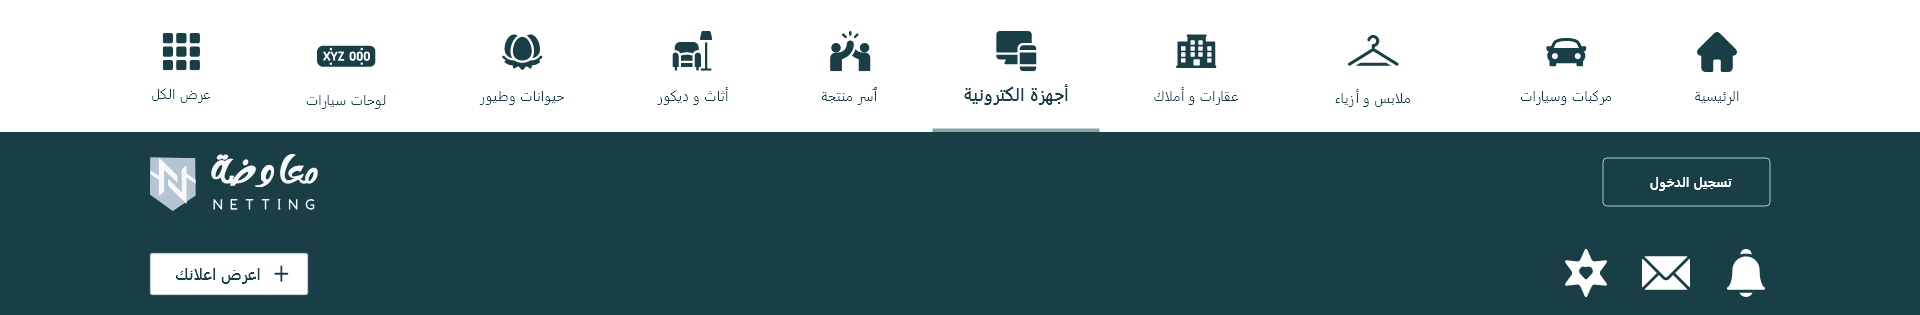 الرئيسية
مركبات وسيارات
ملابس و أزياء
عقارات و أملاك
أجهزة الكترونية
أسر منتجة
أثاث و ديكور
حيوانات وطيور
XYZ 000
لوحات سيارات
عرض الكل
تسجيل الدخول
معاوضة
NETTING
اعرض اعلانك